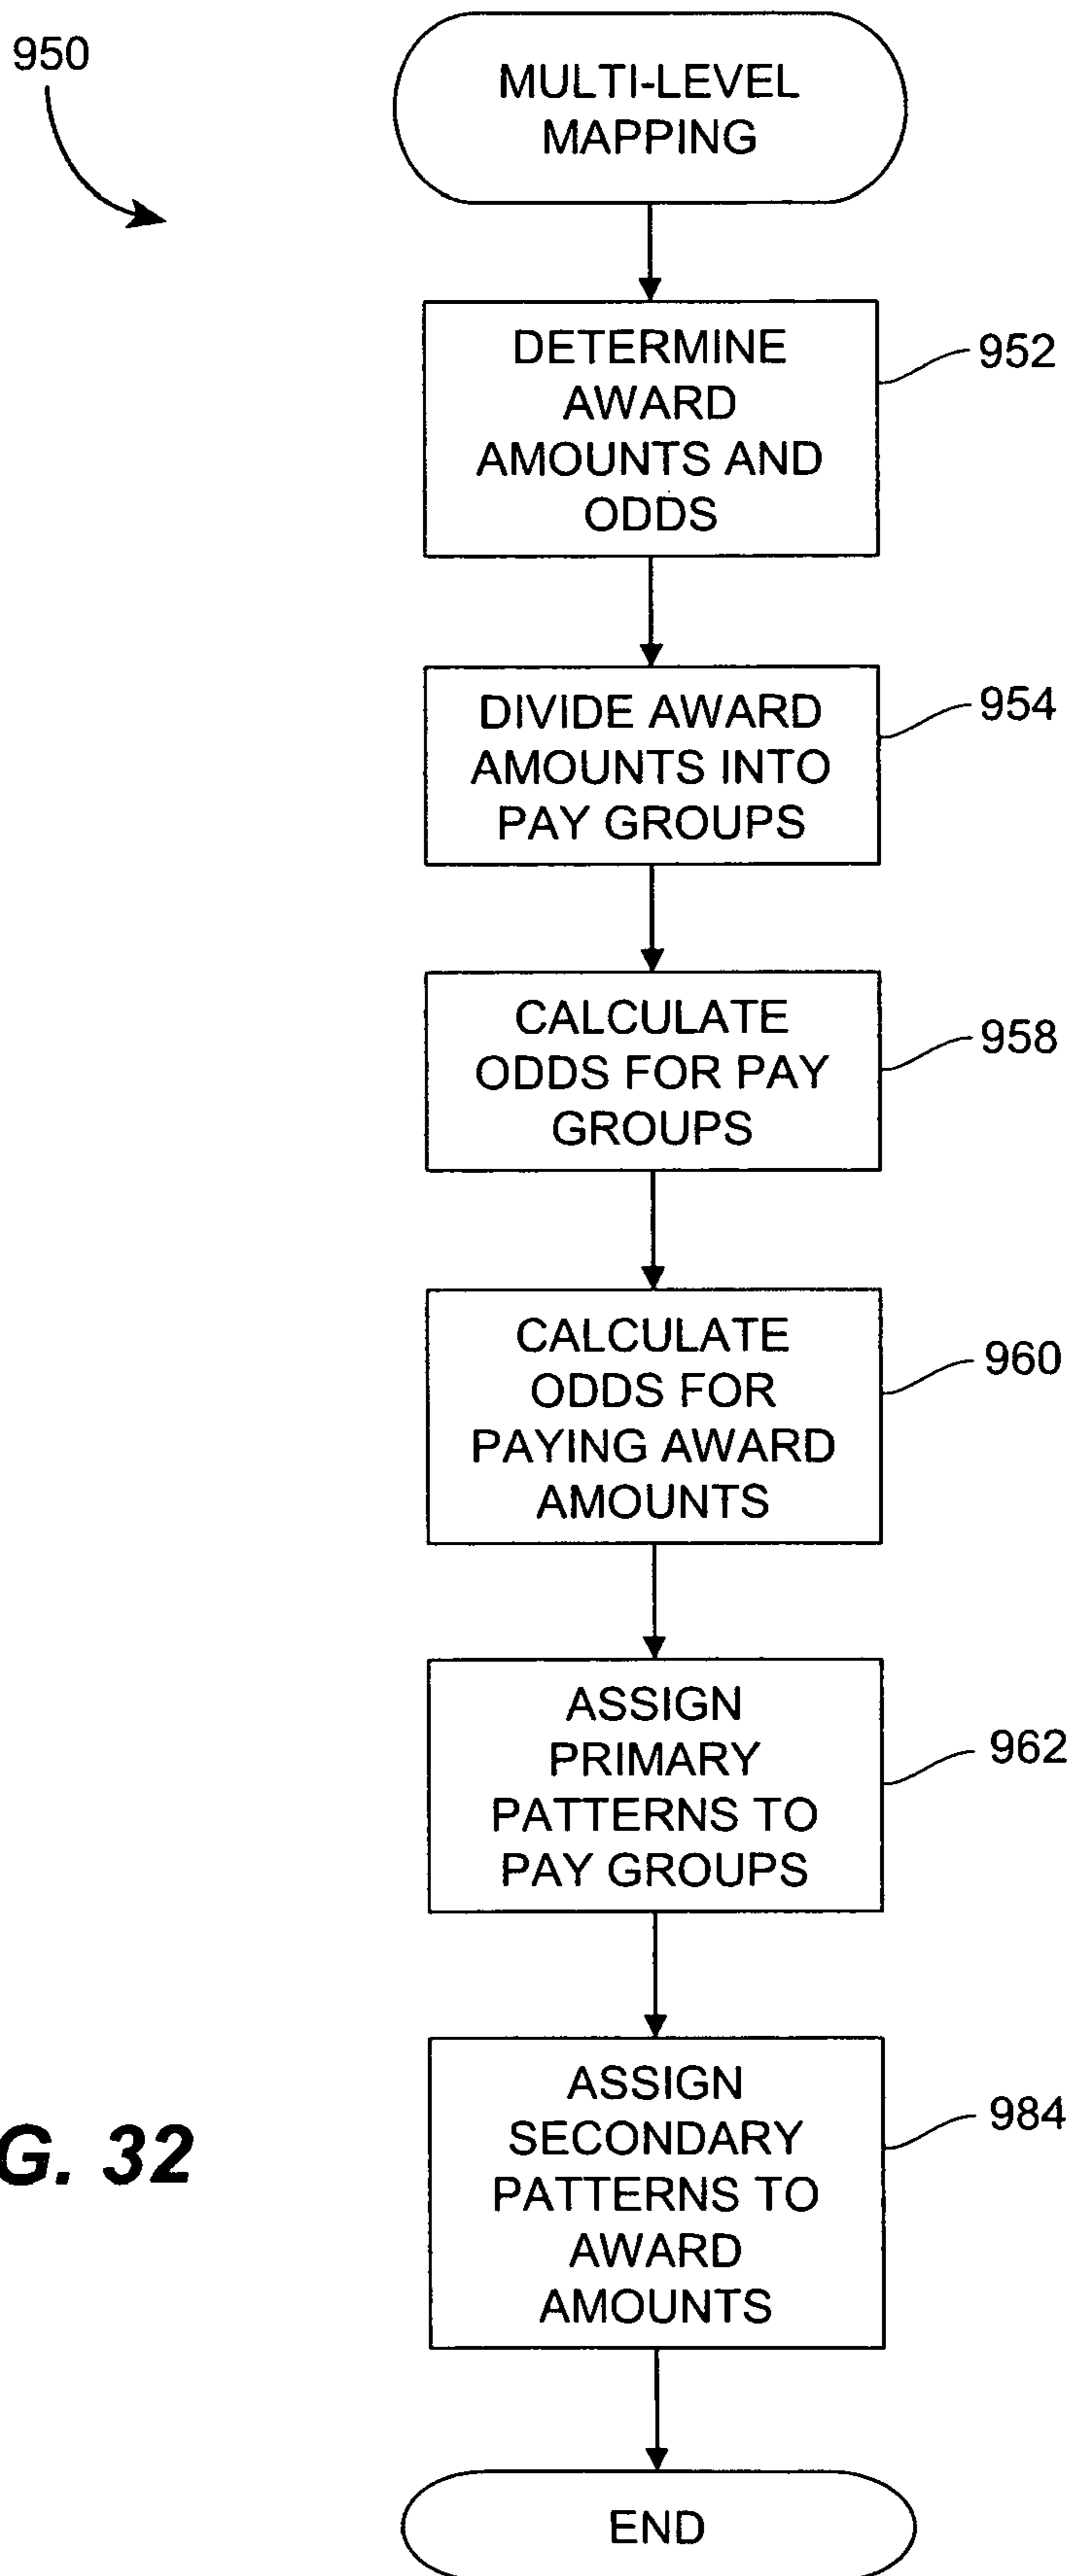 950
MULTI-LEVEL
MAPPING
DETERMINE
AWARD
AMOUNTS AND
ODDS
952
DIVIDE AWARD
AMOUNTS INTO
PAY GROUPS
954
CALCULATE
ODDS FOR PAY
GROUPS
958
CALCULATE
ODDS FOR
PAYING AWARD
AMOUNTS
960
ASSIGN
PRIMARY
PATTERNS TO
PAY GROUPS
962
ASSIGN
SECONDARY
PATTERNS TO
AWARD
AMOUNTS
984
G. 32
END